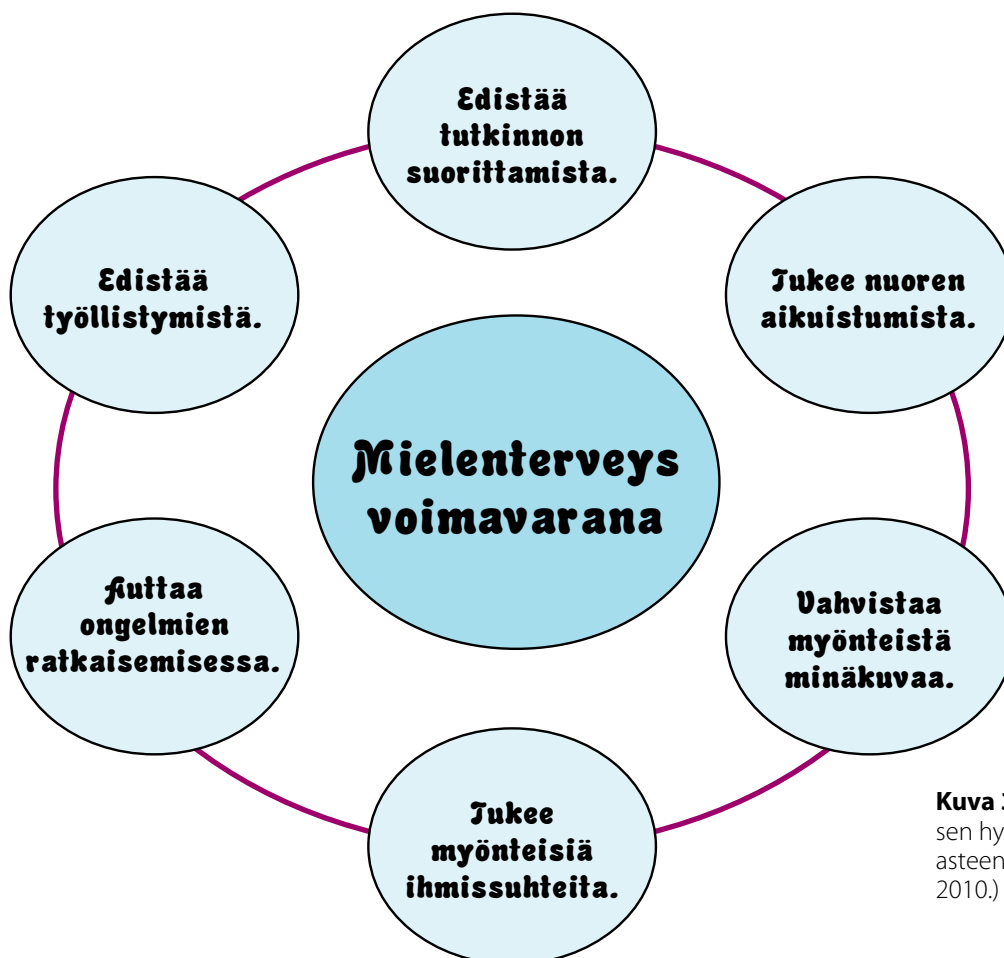 Edistää
tutkinnon
suorittamista.
Edistää
työllistymistä.
Tukee nuoren
aikuistumista.
Mielenterveys
voimavarana
Auttaa
ongelmien
ratkaisemisessa.
Vahvistaa
myönteistä
minäkuvaa.
Tukee
myönteisiä
ihmissuhteita.
Kuva 3
sen hy
asteen
2010.)